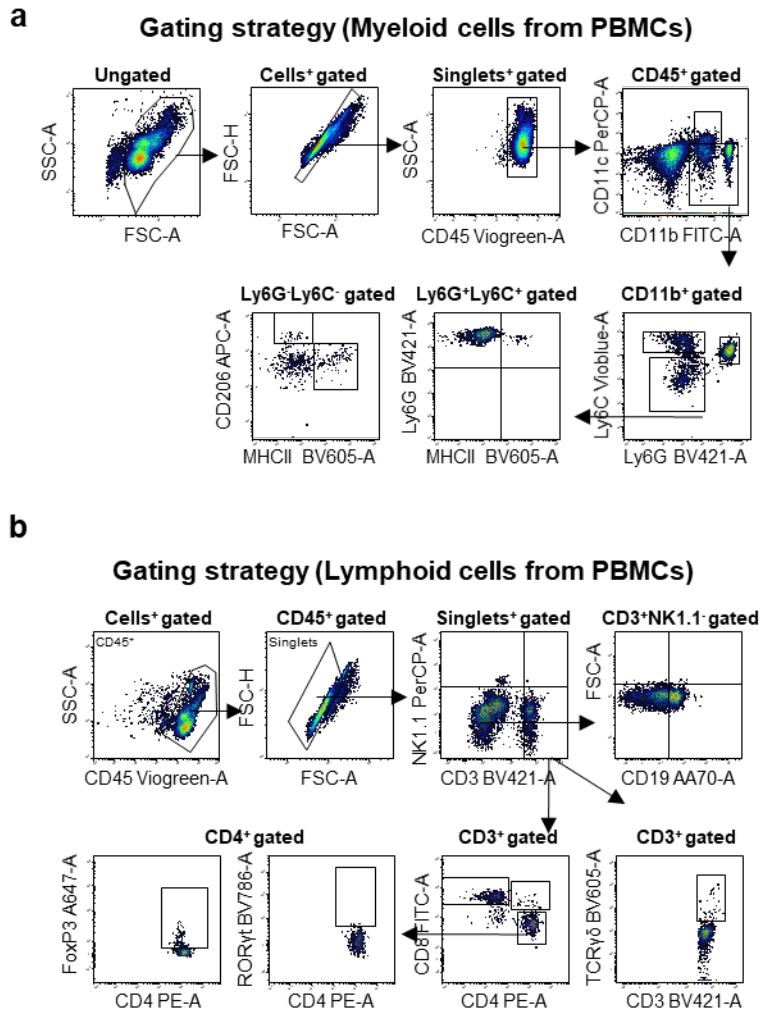 a
Gating strategy (Myeloid cells from PBMCs)
Ungated
Cells⁺ gated
Singlets⁺ gated
CD45⁺ gated
SSC-A
FSC-A
FSC-H
FSC-A
SSC-A
CD45 Viogreen-A
CD11c PerCP-A
CD11b FITC-A
Ly6G⁻Ly6C⁻ gated
Ly6G⁺Ly6C⁺ gated
CD11b⁺ gated
CD206 APC-A
MHCII BV605-A
Ly6G BV421-A
MHCII BV605-A
Ly6C Vioblue-A
Ly6G BV421-A
b
Gating strategy (Lymphoid cells from PBMCs)
Cells⁺ gated
CD45⁺ gated
Singlets⁺ gated
CD3⁺NK1.1⁻ gated
CD45⁺
SSC-A
CD45 Viogreen-A
Singlets
FSC-H
FSC-A
NK1.1 PerCP-A
CD3 BV421-A
FSC-A
CD19 AA70-A
CD4⁺ gated
CD3⁺ gated
CD3⁺ gated
FoxP3 A647-A
CD4 PE-A
RORγt BV786-A
CD4 PE-A
CD8 FITC-A
CD4 PE-A
TCRγδ BV605-A
CD3 BV421-A